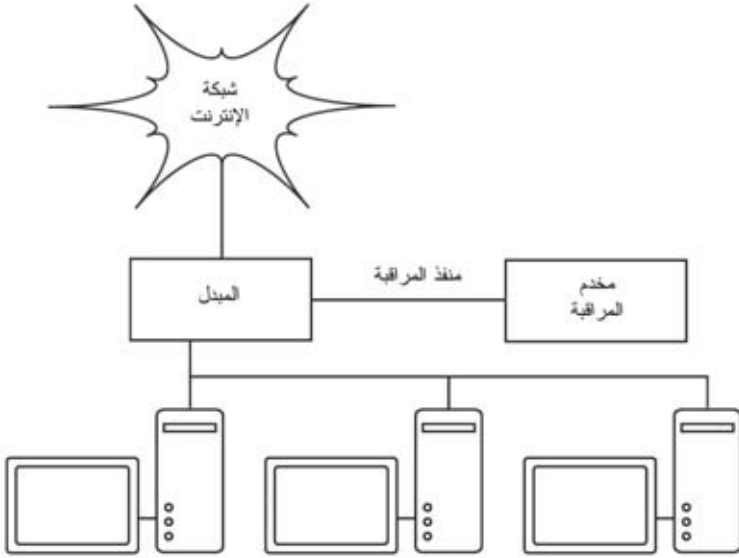 شبكة
الإنترنت
المبدل
منفذ المراقبة
مخدم
المراقبة